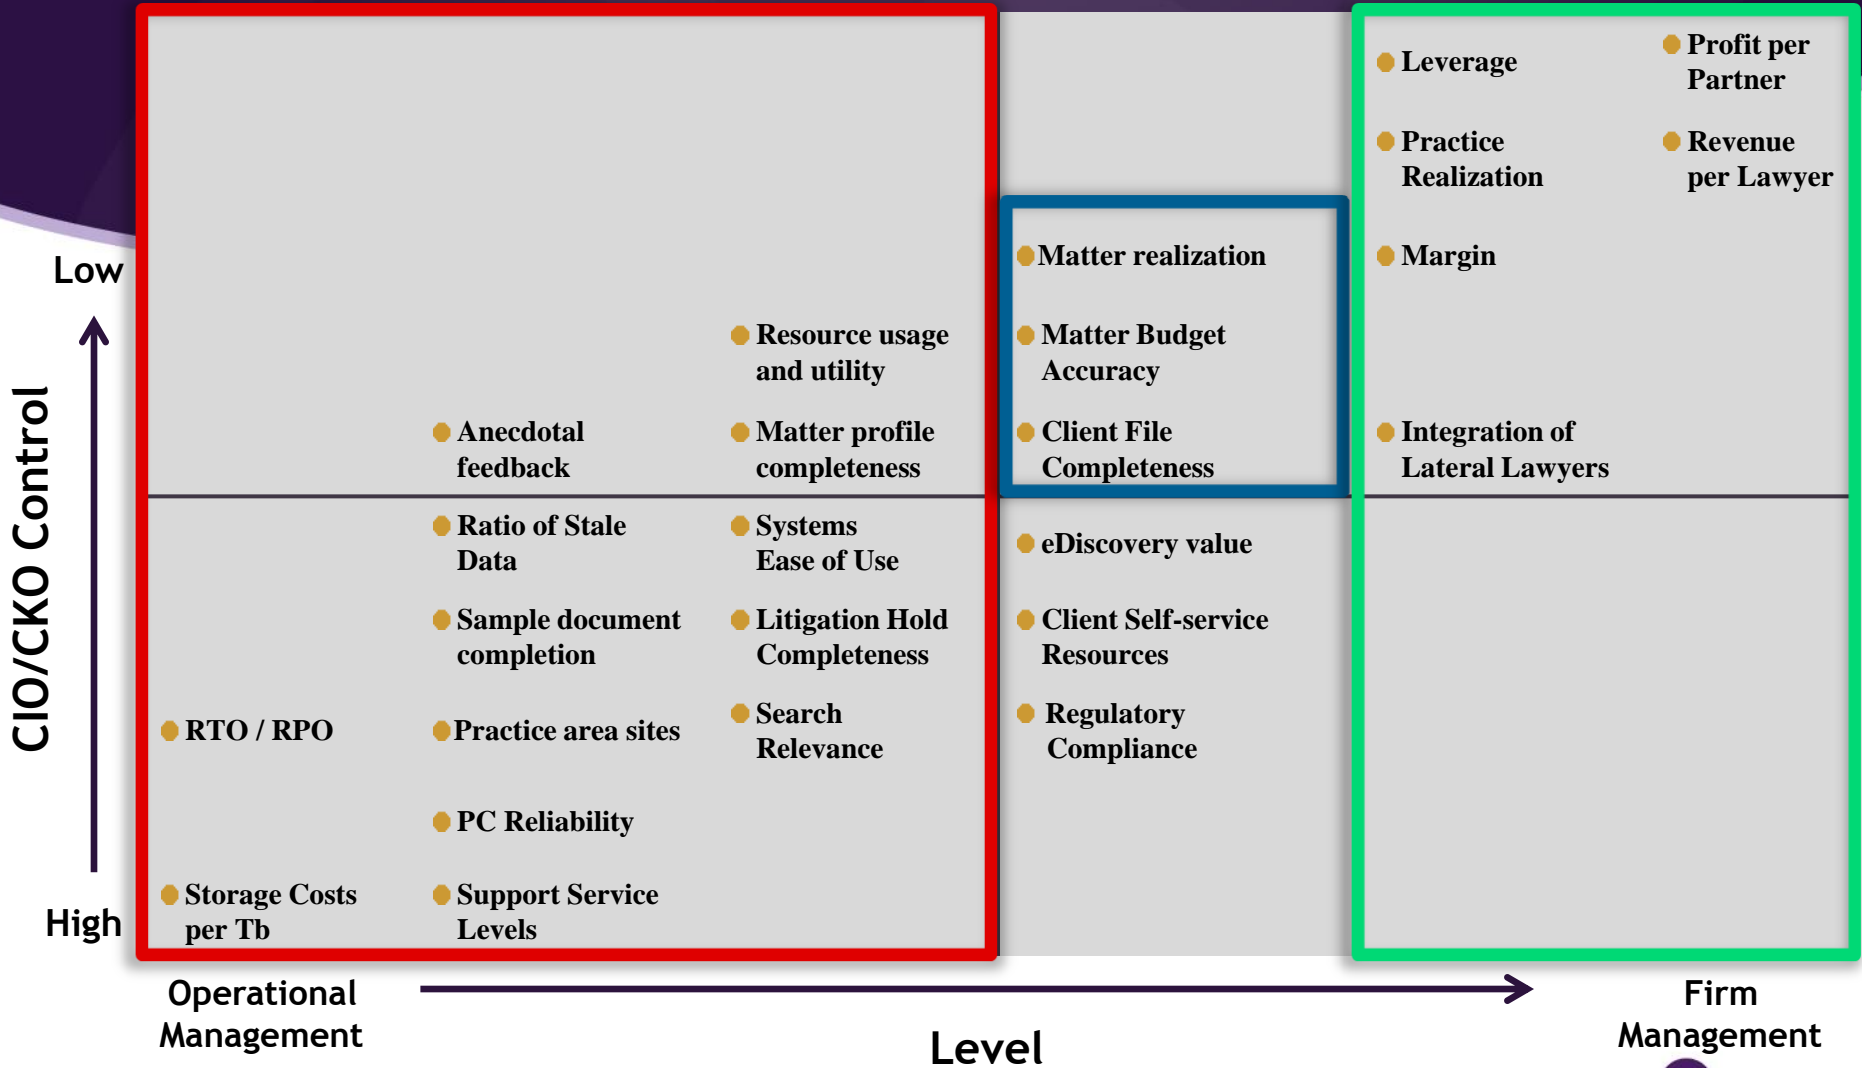 Low
CIO/CKO Control
High
Anecdotal
feedback
Resource usage
and utility
Matter profile
completeness
Ratio of Stale
Data
Systems
Ease of Use
Sample document
completion
Litigation Hold
Completeness
RTO / RPO
Practice area sites
Search
Relevance
PC Reliability
Storage Costs
per Tb
Support Service
Levels
Matter realization
Matter Budget
Accuracy
Client File
Completeness
eDiscovery value
Client Self-service
Resources
Regulatory
Compliance
Leverage
Profit per
Partner
Practice
Realization
Revenue
per Lawyer
Margin
Integration of
Lateral Lawyers
Operational
Management
Level
Firm
Management